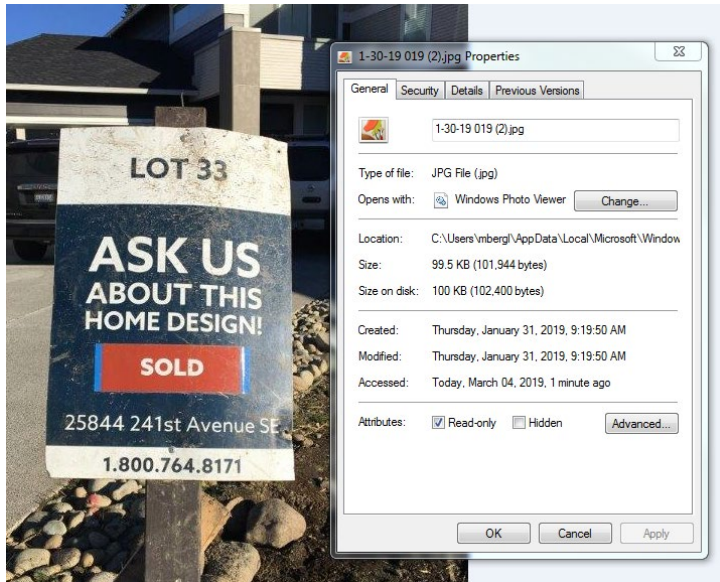 LOT 33
ASK US
ABOUT THIS
HOME DESIGN!
SOLD
25844 241st Avenue SE
1.800.764.8171
1-30-19 019 (2).jpg Properties
General Security Details Previous Versions
1-30-19 019 (2).jpg
Type of file: JPG File (.jpg)
Opens with: Windows Photo Viewer Change...
Location: C:\Users\mbergl\AppData\Local\Microsoft\Window
Size: 99.5 KB (101,944 bytes)
Size on disk: 100 KB (102,400 bytes)
Created: Thursday, January 31, 2019, 9:19:50 AM
Modified: Thursday, January 31, 2019, 9:19:50 AM
Accessed: Today, March 04, 2019, 1 minute ago
Attributes: Read-only Hidden Advanced...
OK Cancel Apply